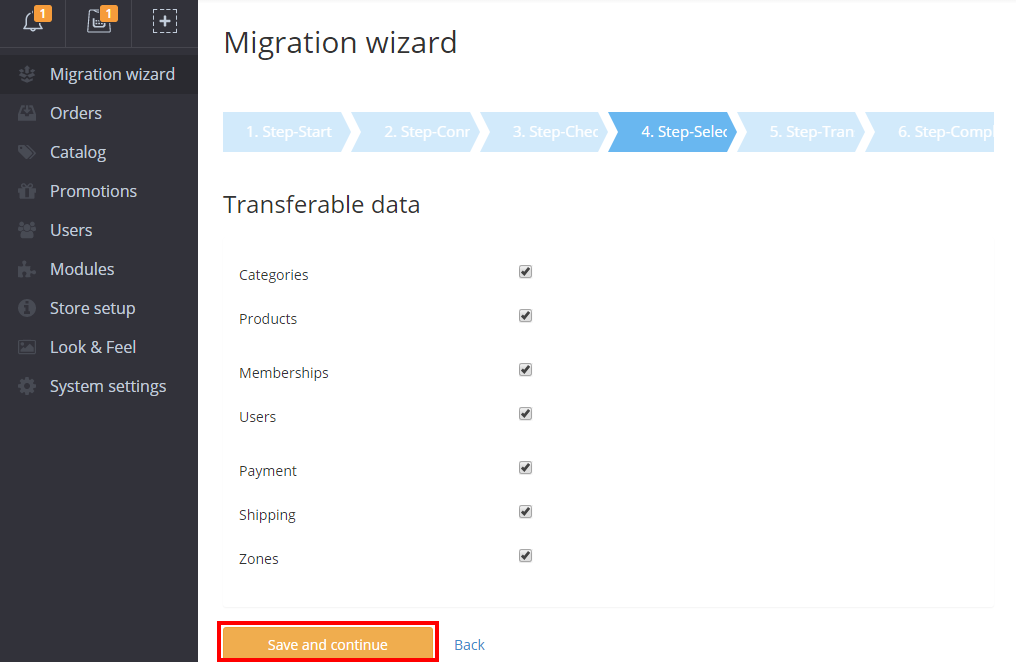 1
1
Migration wizard
Orders
Catalog
Promotions
Users
Modules
Store setup
Look & Feel
System settings
Migration wizard
1. Step-Start
2. Step-Conn
3. Step-Chec
4. Step-Selec
5. Step-Tran
6. Step-Compl
Transferable data
Categories
Products
Memberships
Users
Payment
Shipping
Zones
Save and continue
Back